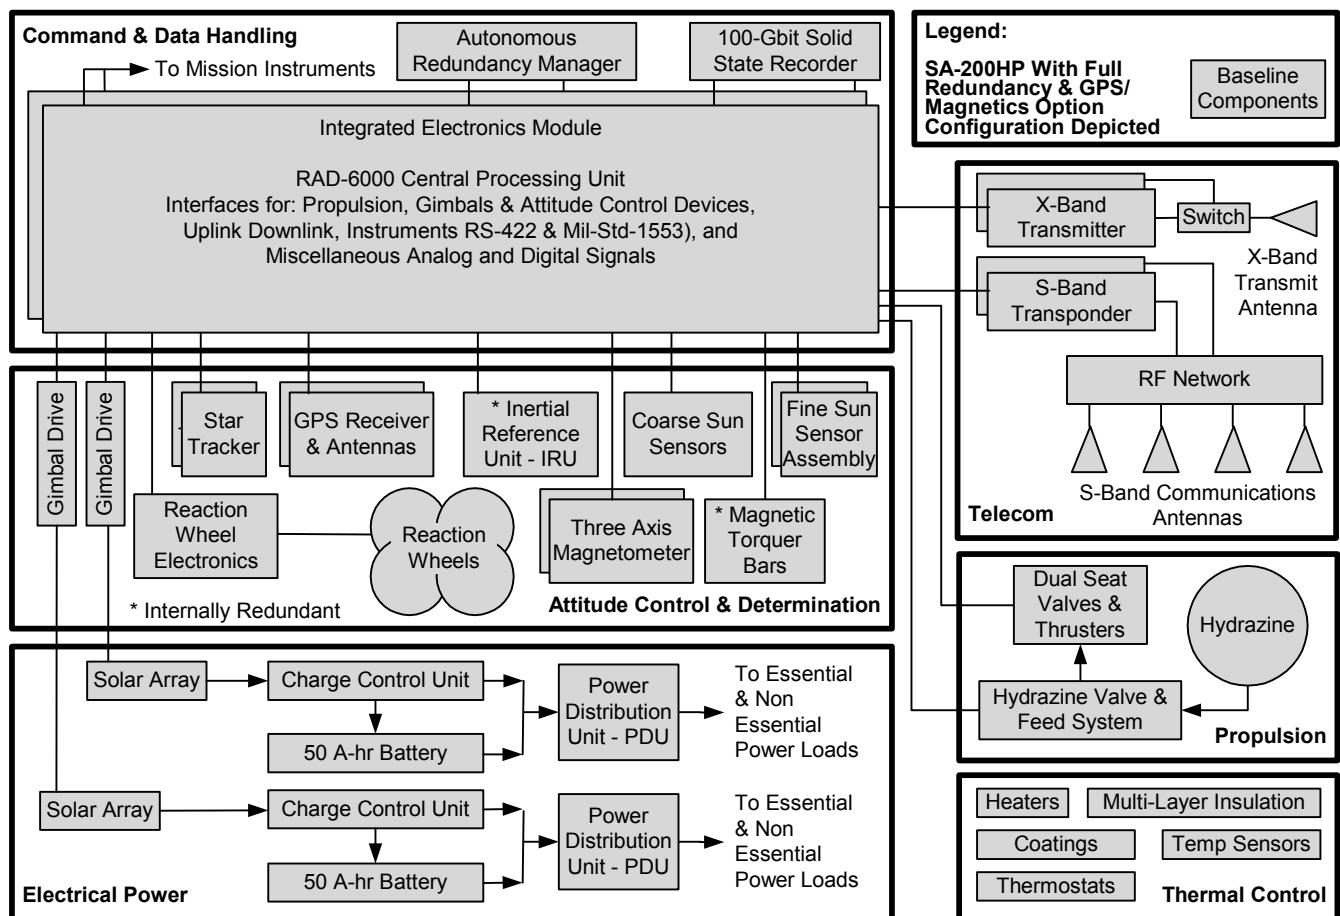 Command & Data Handling
To Mission Instruments
Autonomous
Redundancy Manager
100-Gbit Solid
State Recorder
Integrated Electronics Module
RAD-6000 Central Processing Unit
Interfaces for: Propulsion, Gimbals & Attitude Control Devices,
Uplink Downlink, Instruments RS-422 & Mil-Std-1553), and
Miscellaneous Analog and Digital Signals
Legend:
SA-200HP With Full
Redundancy & GPS/
Magnetics Option
Configuration Depicted
Baseline
Components
X-Band
Transmitter
Switch
X-Band
Transmit
Antenna
S-Band
Transponder
RF Network
S-Band Communications
Antennas
Telecom
Gimbal Drive
Gimbal Drive
Star
Tracker
GPS Receiver
& Antennas
* Inertial
Reference
Unit - IRU
Coarse Sun
Sensors
Fine Sun
Sensor
Assembly
Reaction
Wheel
Electronics
Reaction
Wheels
Three Axis
Magnetometer
* Magnetic
Torquer
Bars
* Internally Redundant
Attitude Control & Determination
Dual Seat
Valves &
Thrusters
Hydrazine
Hydrazine Valve &
Feed System
Propulsion
Solar Array
Charge Control Unit
50 A-hr Battery
Power
Distribution
Unit - PDU
To Essential
& Non
Essential
Power Loads
Solar Array
Charge Control Unit
50 A-hr Battery
Power
Distribution
Unit - PDU
To Essential
& Non
Essential
Power Loads
Electrical Power
Heaters
Multi-Layer Insulation
Coatings
Temp Sensors
Thermostats
Thermal Control